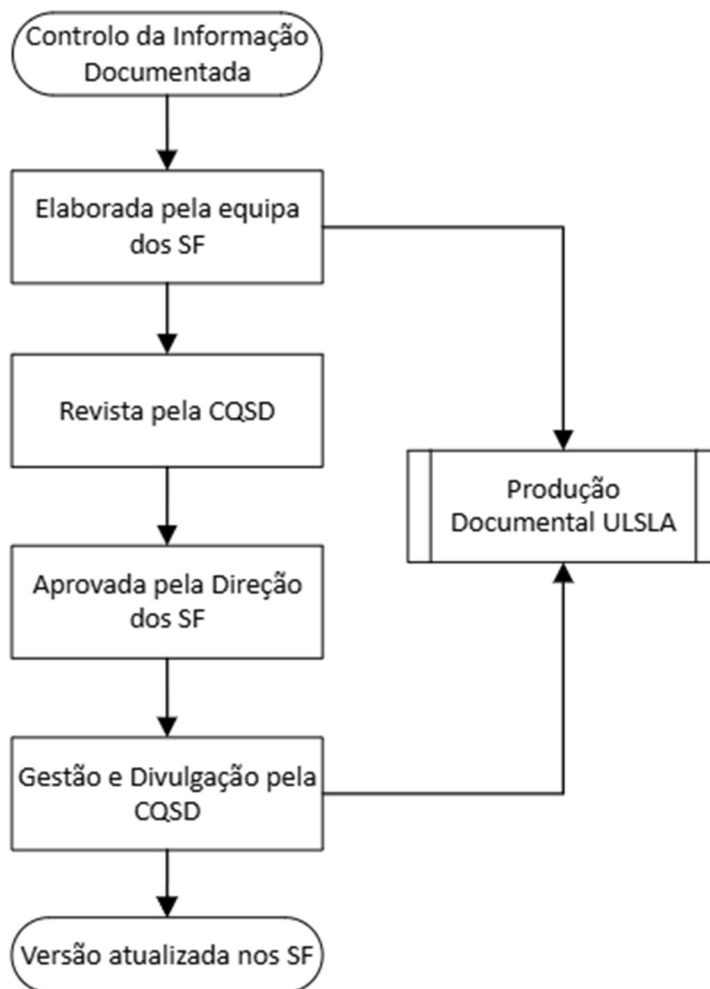 Controlo da Informação
Documentada
Elaborada pela equipa
dos SF
Revista pela CQSD
Produção
Documental ULSLA
Aprovada pela Direção
dos SF
Gestão e Divulgação pela
CQSD
Versão atualizada nos SF